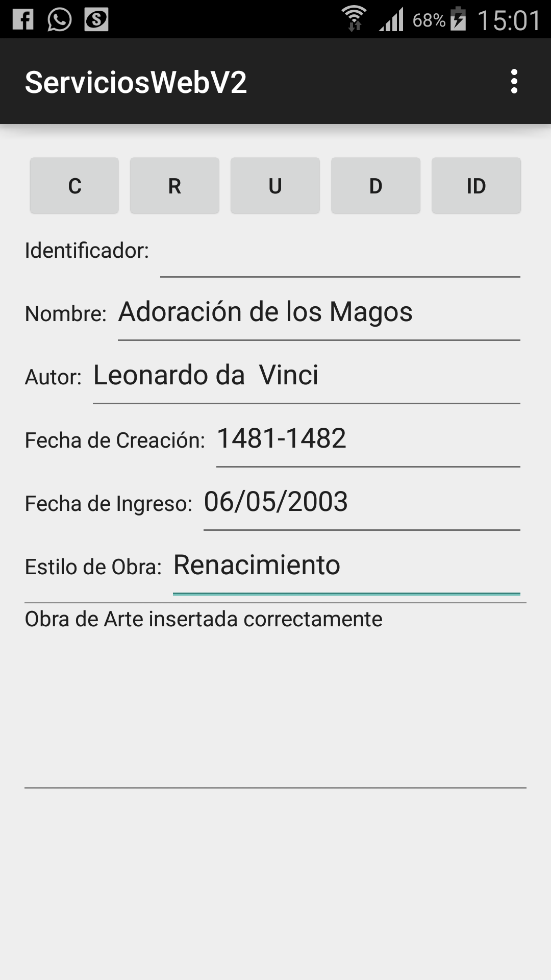 68% 15:01
ServiciosWebV2
C R U D ID
Identificador:
Nombre: Adoración de los Magos
Autor: Leonardo da  Vinci
Fecha de Creación: 1481-1482
Fecha de Ingreso: 06/05/2003
Estilo de Obra: Renacimiento
Obra de Arte insertada correctamente